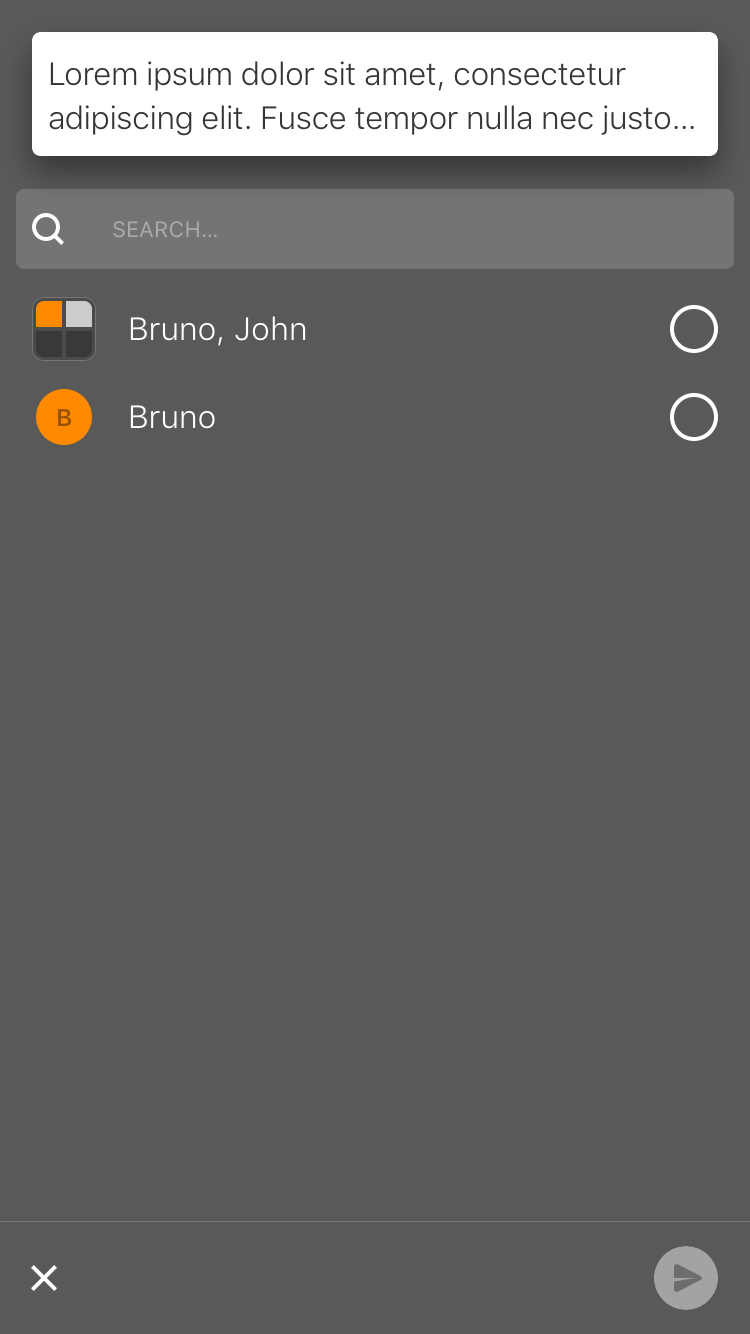 Lorem ipsum dolor sit amet, consectetur
adipiscing elit. Fusce tempor nulla nec justo...
SEARCH...
Bruno, John
B
Bruno